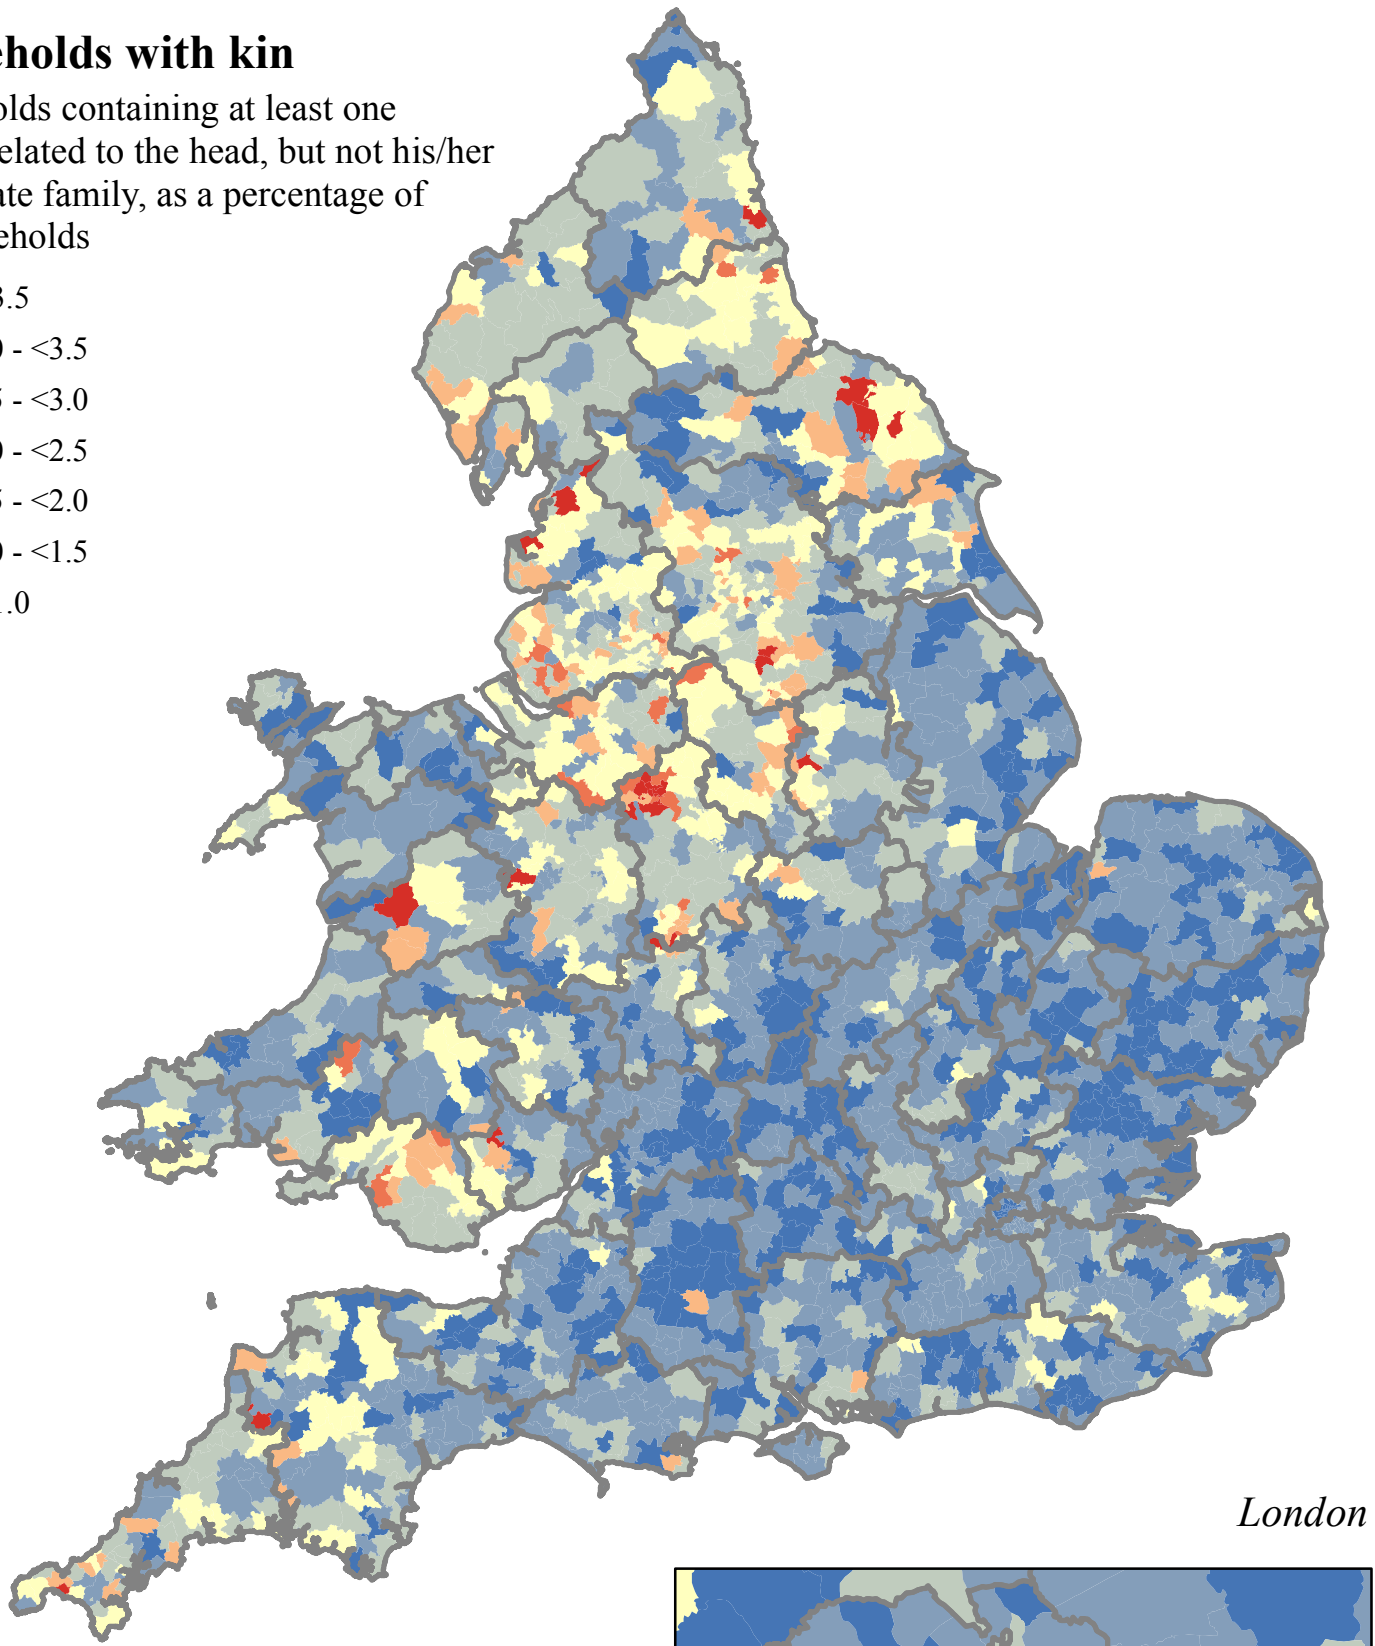 eholds with kin
olds containing at least one
elated to the head, but not his/her
ate family, as a percentage of
eholds
3.5
0 - <3.5
5 - <3.0
0 - <2.5
5 - <2.0
0 - <1.5
1.0
London